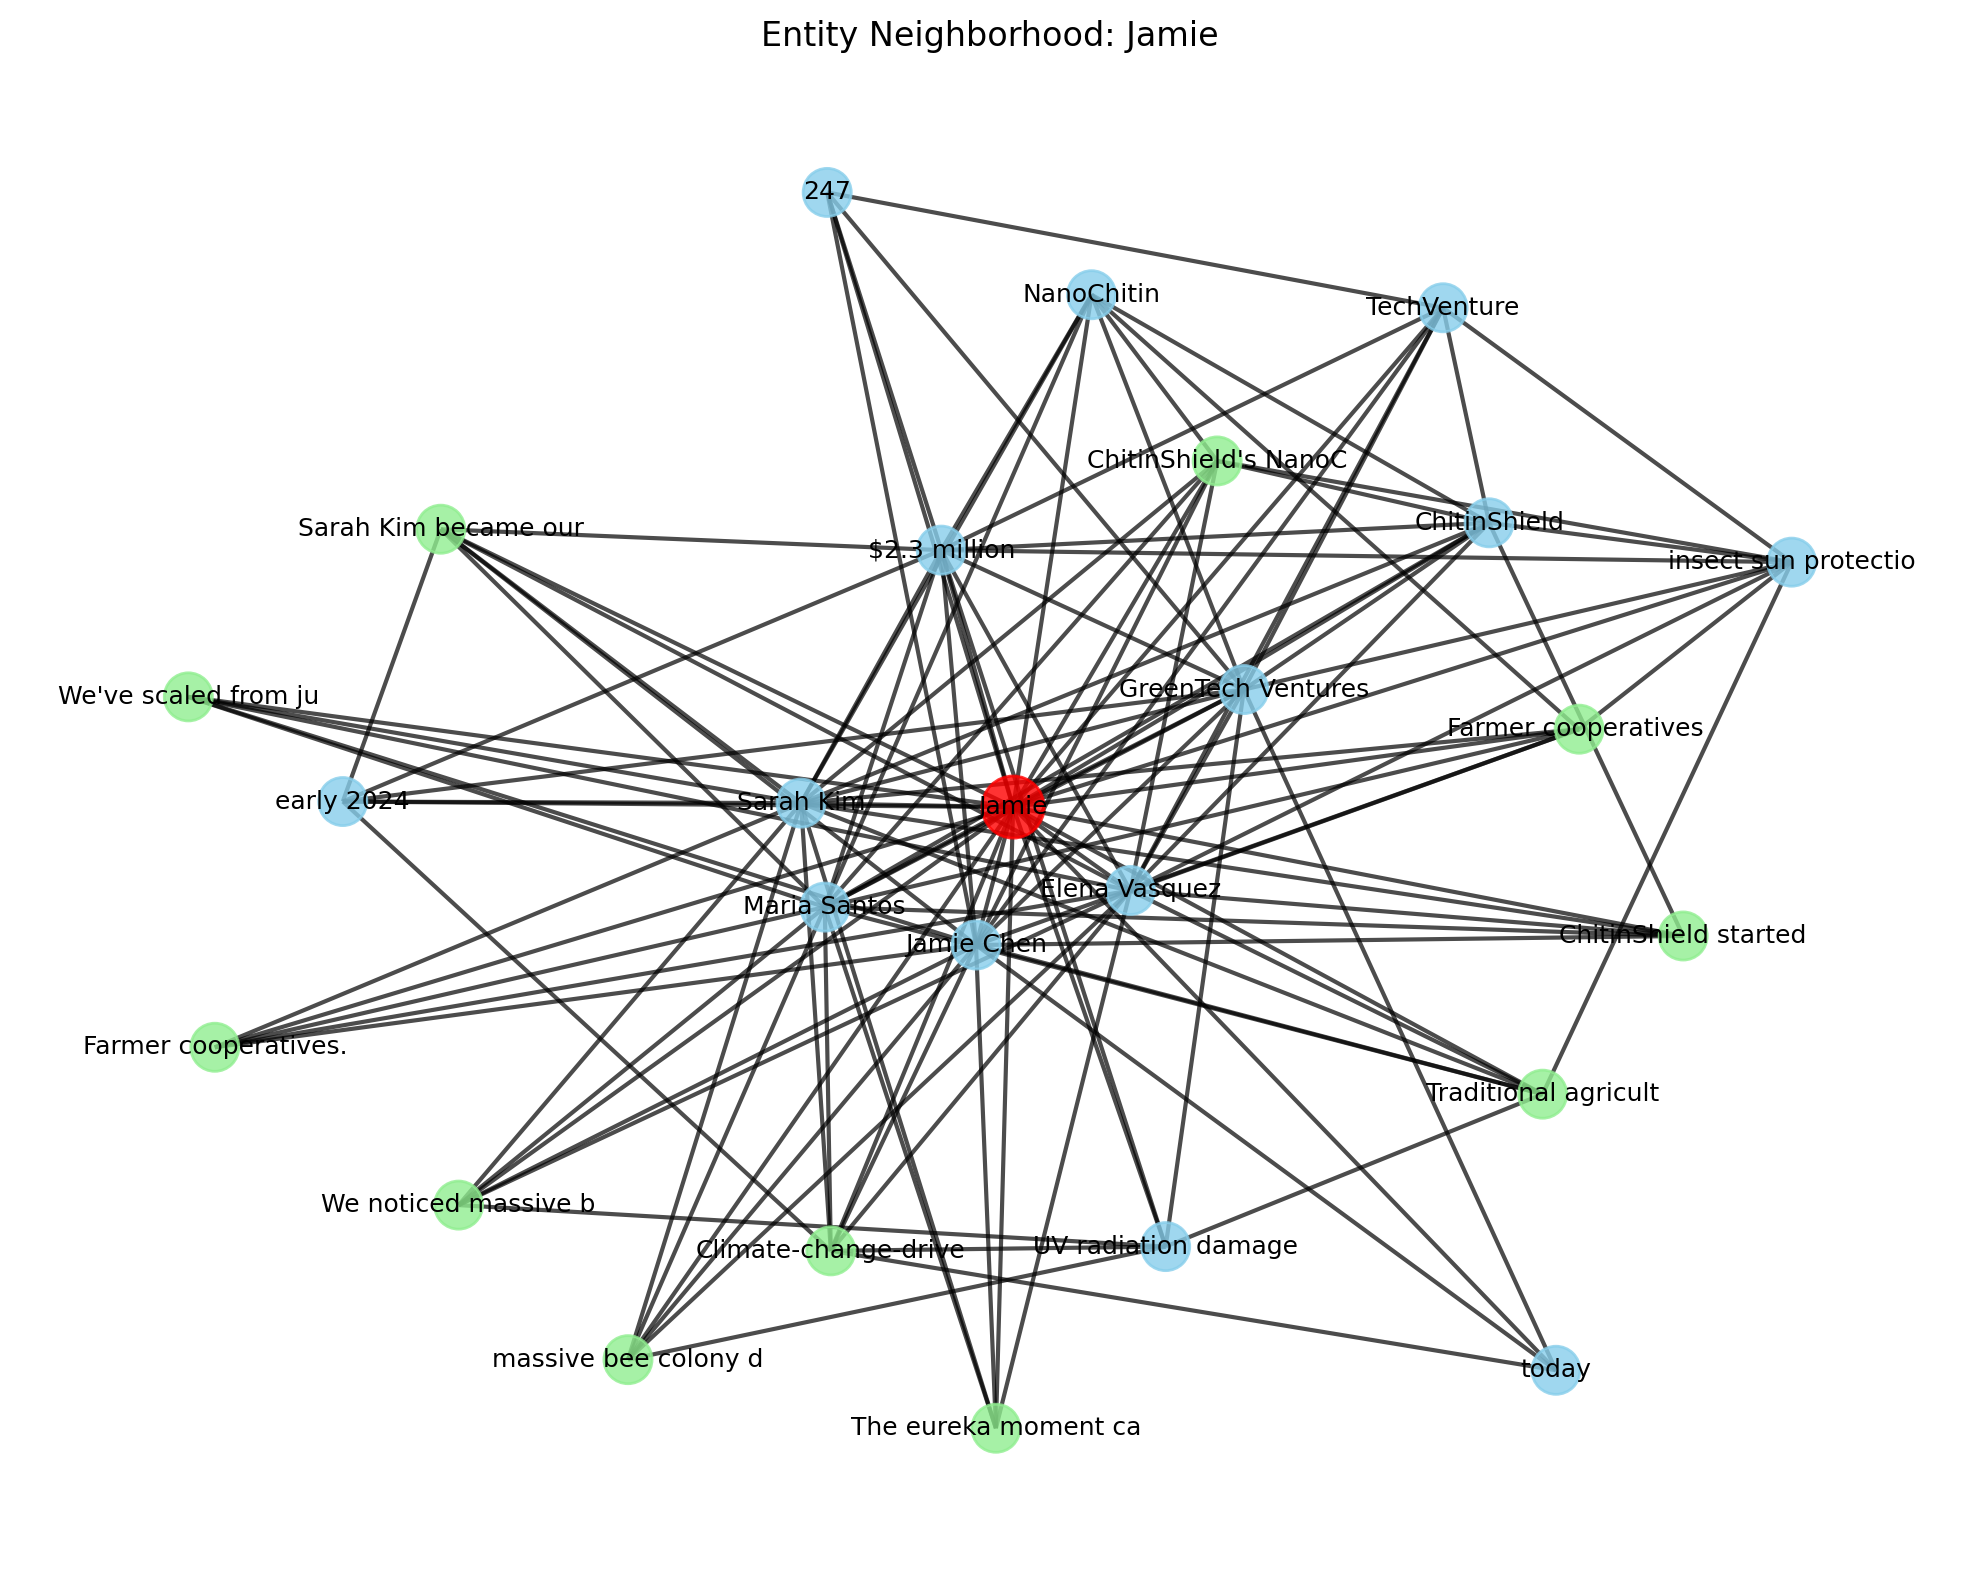 Entity Neighborhood: Jamie
247
NanoChitin
TechVenture
ChitinShield's NanoC
Sarah Kim became our
ChitinShield
$2.3 million
insect sun protectio
GreenTech Ventures
We've scaled from ju
Farmer cooperatives
early 2024
Sarah Kim
Jamie
Elena Vasquez
Maria Santos
Jamie Chen
ChitinShield started
Farmer cooperatives.
Traditional agricult
We noticed massive b
Climate-change-drive
UV radiation damage
massive bee colony d
today
The eureka moment ca